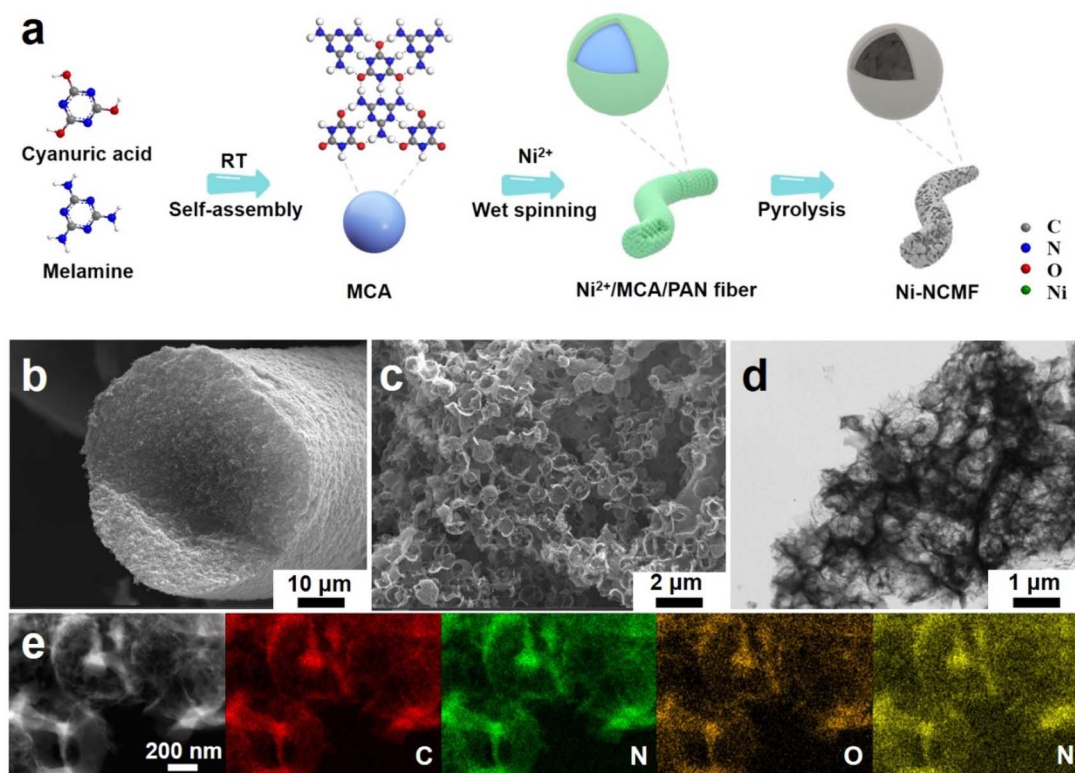 a
Cyanuric acid
Melamine
RT
Self-assembly
MCA
Ni²⁺
Wet spinning
Ni²⁺/MCA/PAN fiber
Pyrolysis
Ni-NCMF
C
N
O
Ni
b
10 µm
c
2 µm
d
1 µm
e
200 nm
C
N
O
N